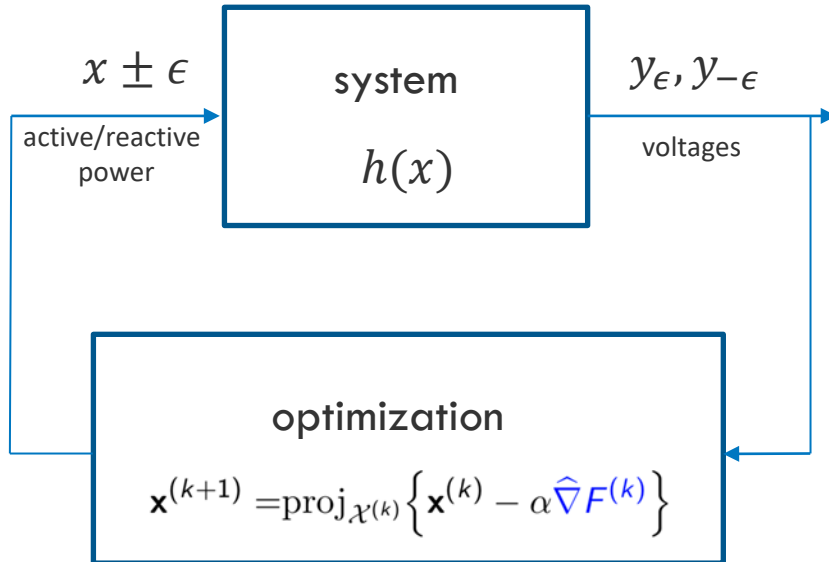 x ± ϵ
active/reactive
power
system
h(x)
y_ϵ, y_{-ϵ}
voltages
optimization
x^{(k+1)} =proj_{𝒳^{(k)}}{x^{(k)} − α∇̂F^{(k)}}